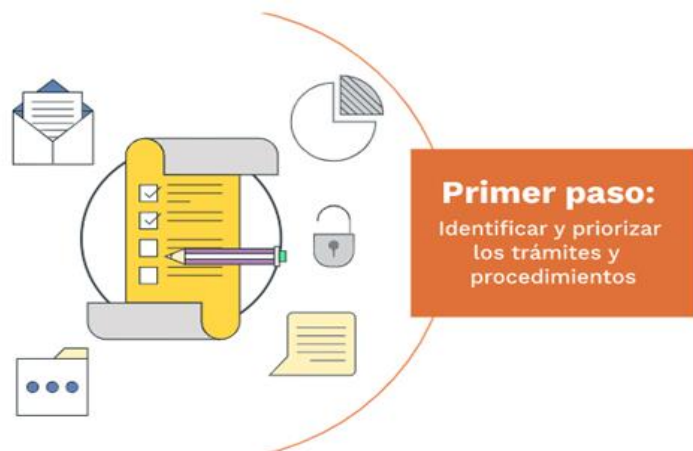 Primer paso:
Identificar y priorizar
los trámites y
procedimientos